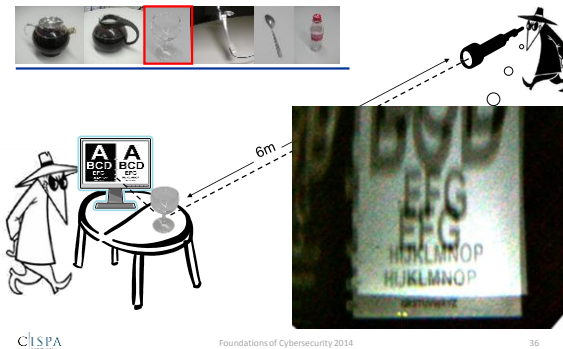 A A
BCD BCD
EFG EFG
6m
BCD
EFG
EFG
HIJKLMNOP
HIJKLMNOP
CISPA
Foundations of Cybersecurity 2014
36